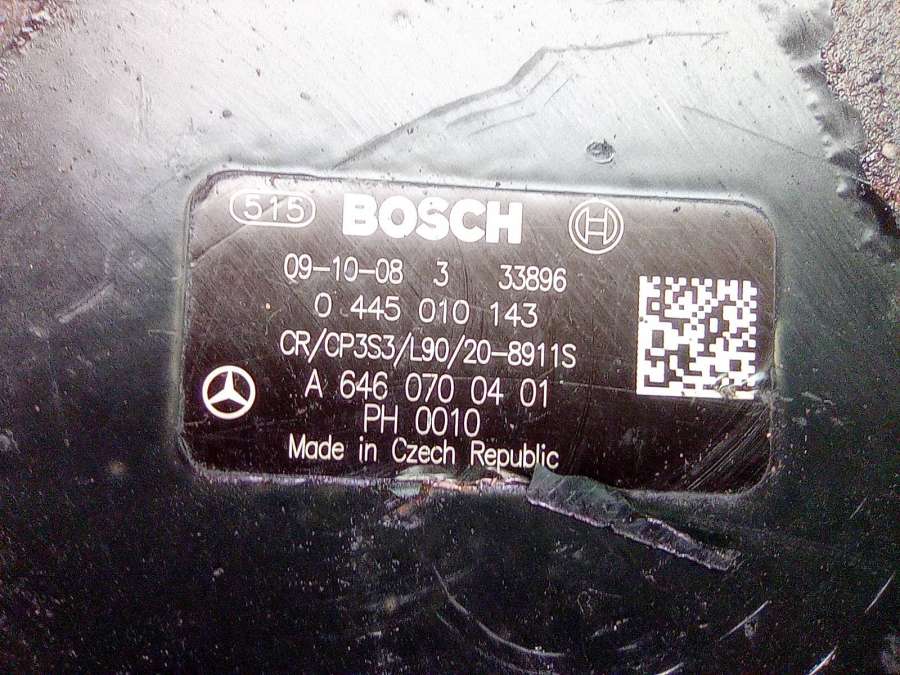 515 BOSCH
09-10-08 3 33896
0 445 010 143
CR/CP3S3/L90/20-8911S
A 646 070 04 01
PH 0010
Made in Czech Republic